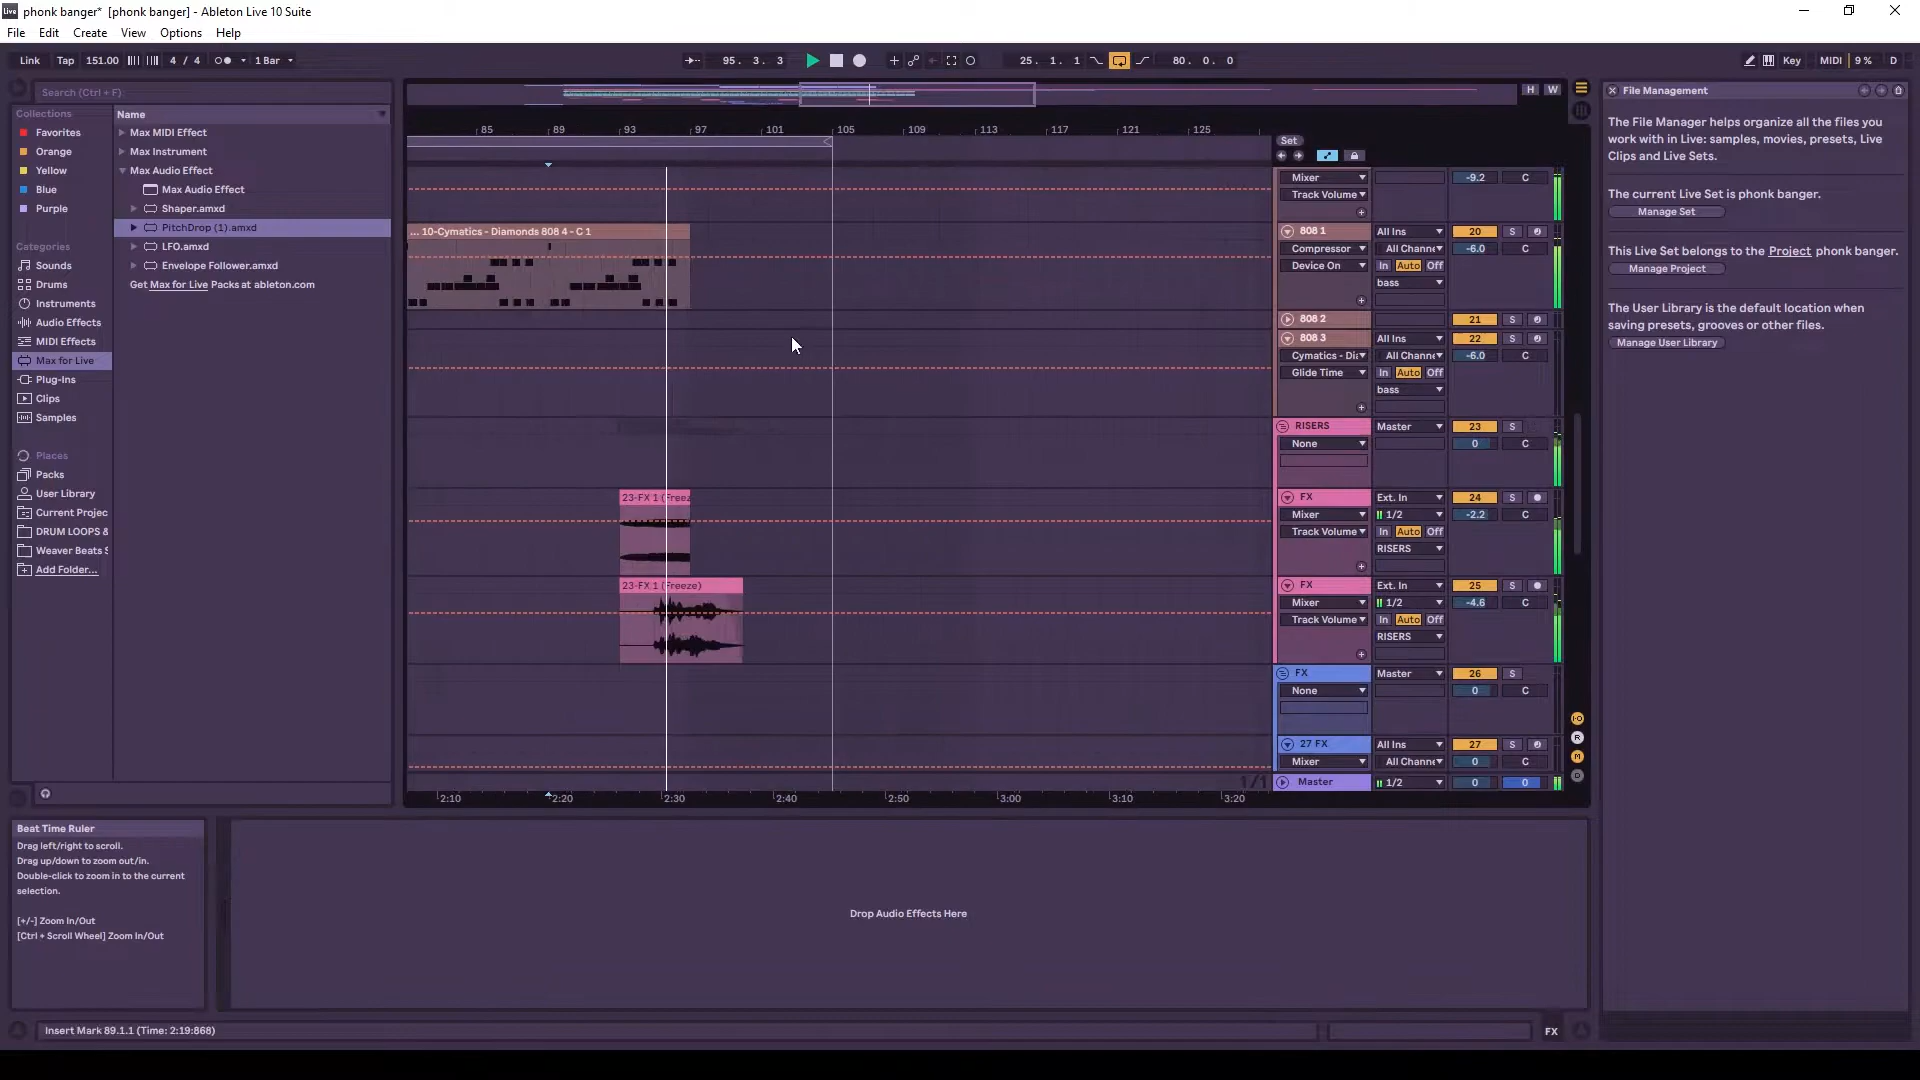 phonk banger*  [phonk banger] - Ableton Live 10 Suite
File Edit Create View Options Help
Link Tap 151.00 4 / 4 1 Bar 95. 3. 3 25. 1. 1 80. 0. 0 Key MIDI 9 % D
Search (Ctrl + F)
Collections
Favorites
Orange
Yellow
Blue
Purple
Categories
Sounds
Drums
Instruments
Audio Effects
MIDI Effects
Max for Live
Plug-Ins
Clips
Samples
Places
Packs
User Library
Current Projec
DRUM LOOPS &
Weaver Beats S
Add Folder...
Name
Max MIDI Effect
Max Instrument
Max Audio Effect
Max Audio Effect
Shaper.amxd
PitchDrop (1).amxd
LFO.amxd
Envelope Follower.amxd
Get Max for Live Packs at ableton.com
H W
85 89 93 97 101 105 109 113 117 121 125
Set
... 10-Cymatics - Diamonds 808 4 - C 1
23-FX 1 (Freez
23-FX 1 (Freeze)
1/1
2:10 2:20 2:30 2:40 2:50 3:00 3:10 3:20
Mixer -9.2 C
Track Volume
808 1 All Ins 20 S
Compressor All Channe -6.0 C
Device On In Auto Off
bass
808 2 21 S
808 3 All Ins 22 S
Cymatics - Dia All Channe -6.0 C
Glide Time In Auto Off
bass
RISERS Master 23 S
None 0 C
FX Ext. In 24 S
Mixer 1/2 -2.2 C
Track Volume In Auto Off
RISERS
FX Ext. In 25 S
Mixer 1/2 -4.6 C
Track Volume In Auto Off
RISERS
FX Master 26 S
None 0 C
27 FX All Ins 27 S
Mixer All Channe 0 C
Master 1/2 0 0
I·O
R
M
D
File Management
The File Manager helps organize all the files you
work with in Live: samples, movies, presets, Live
Clips and Live Sets.
The current Live Set is phonk banger.
Manage Set
This Live Set belongs to the Project phonk banger.
Manage Project
The User Library is the default location when
saving presets, grooves or other files.
Manage User Library
Beat Time Ruler
Drag left/right to scroll.
Drag up/down to zoom out/in.
Double-click to zoom in to the current
selection.
[+/-] Zoom In/Out
[Ctrl + Scroll Wheel] Zoom In/Out
Drop Audio Effects Here
Insert Mark 89.1.1 (Time: 2:19:868)
FX